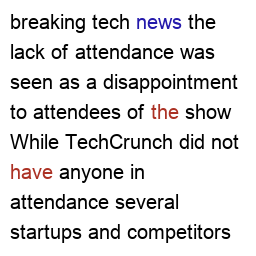 breaking tech news the
lack of attendance was
seen as a disappointment
to attendees of the show
While TechCrunch did not
have anyone in
attendance several
startups and competitors